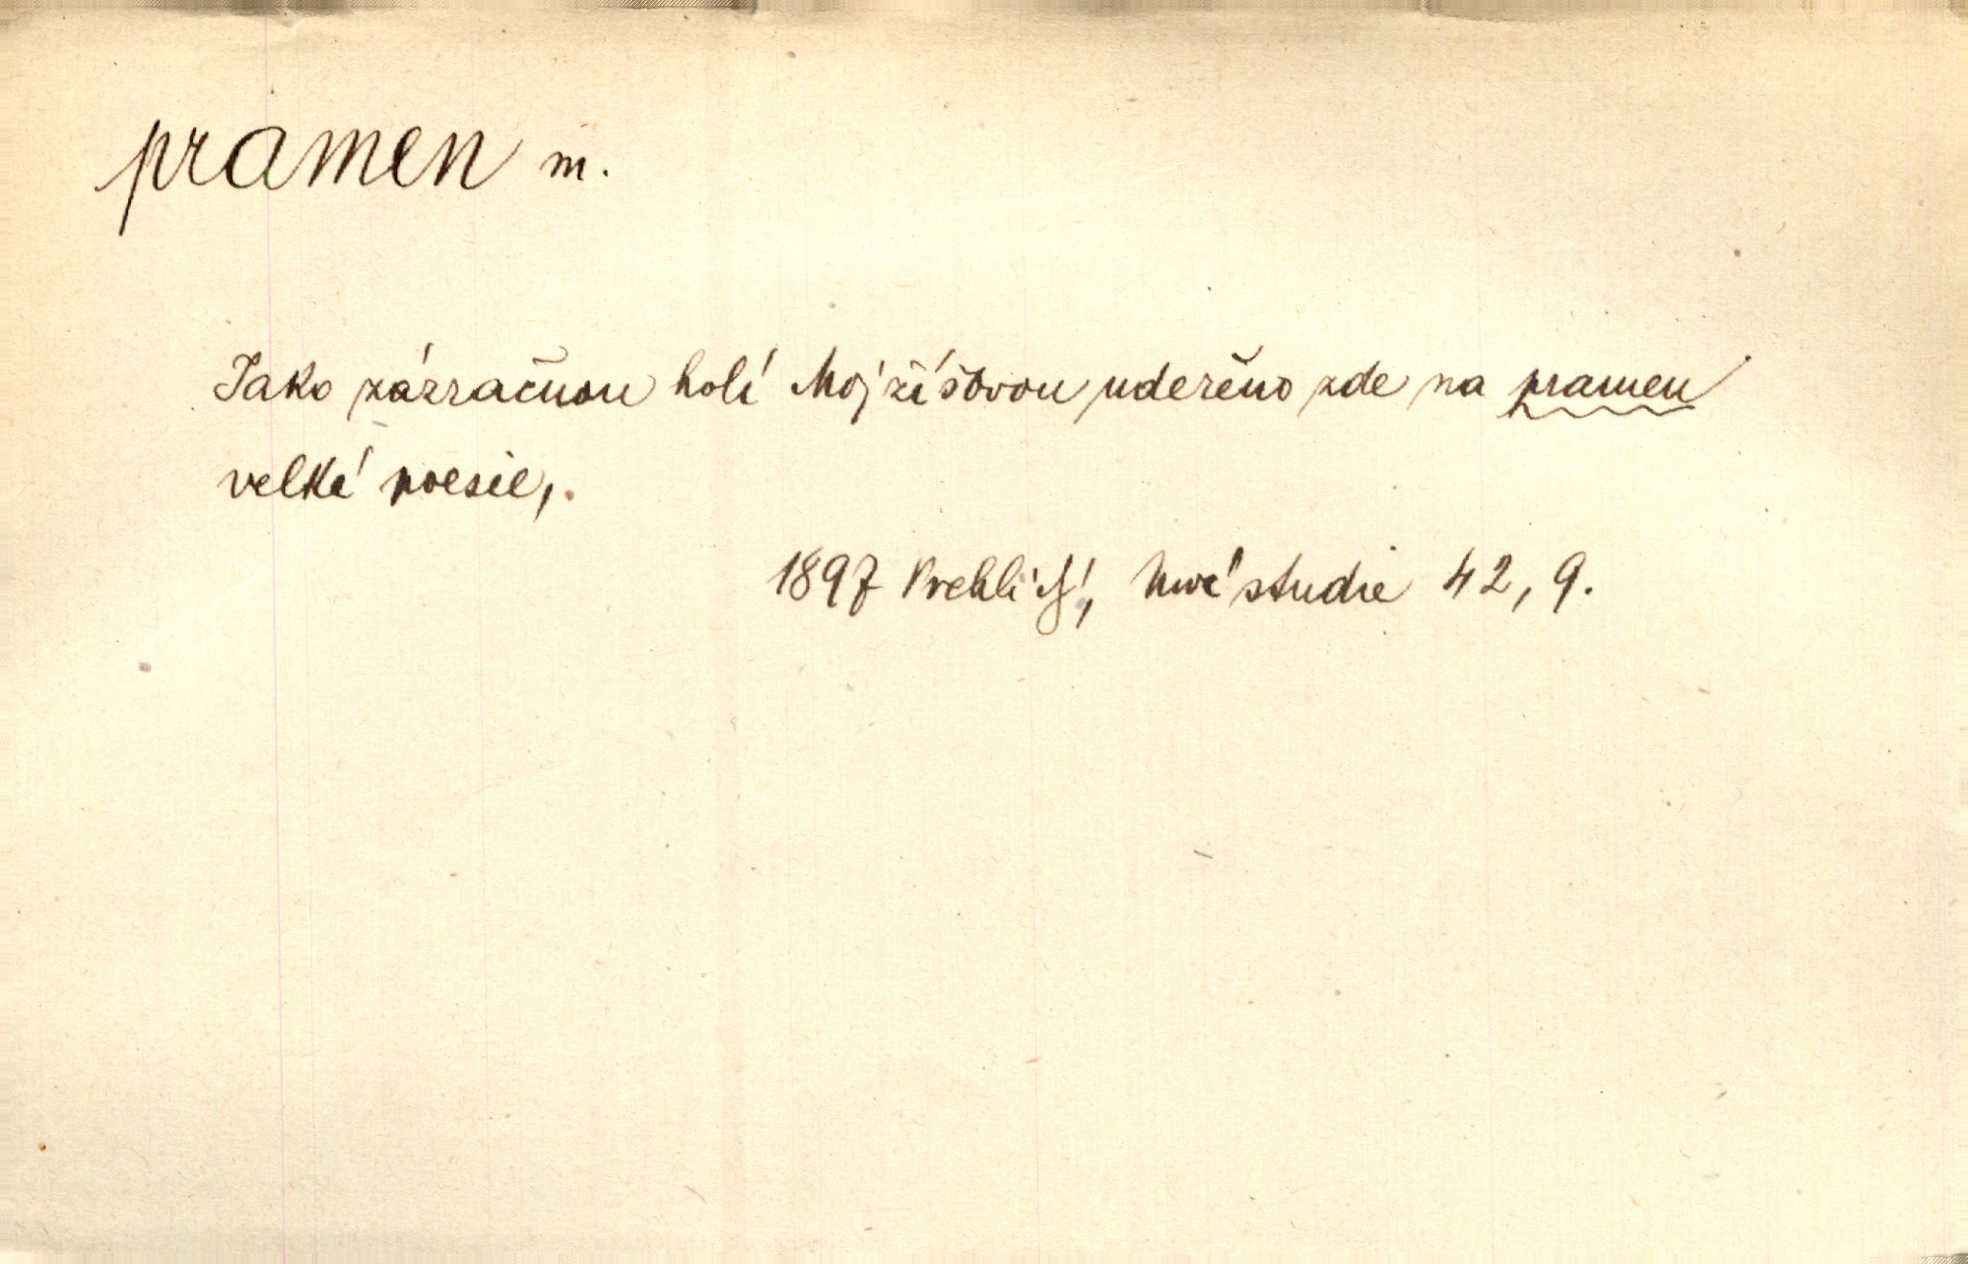 pramen m.
Jako zázračnou holí Mojžíšovou udeřeno zde na pramen
velké poesie,.
1897 Vrchlický, Nové studie 42, 9.